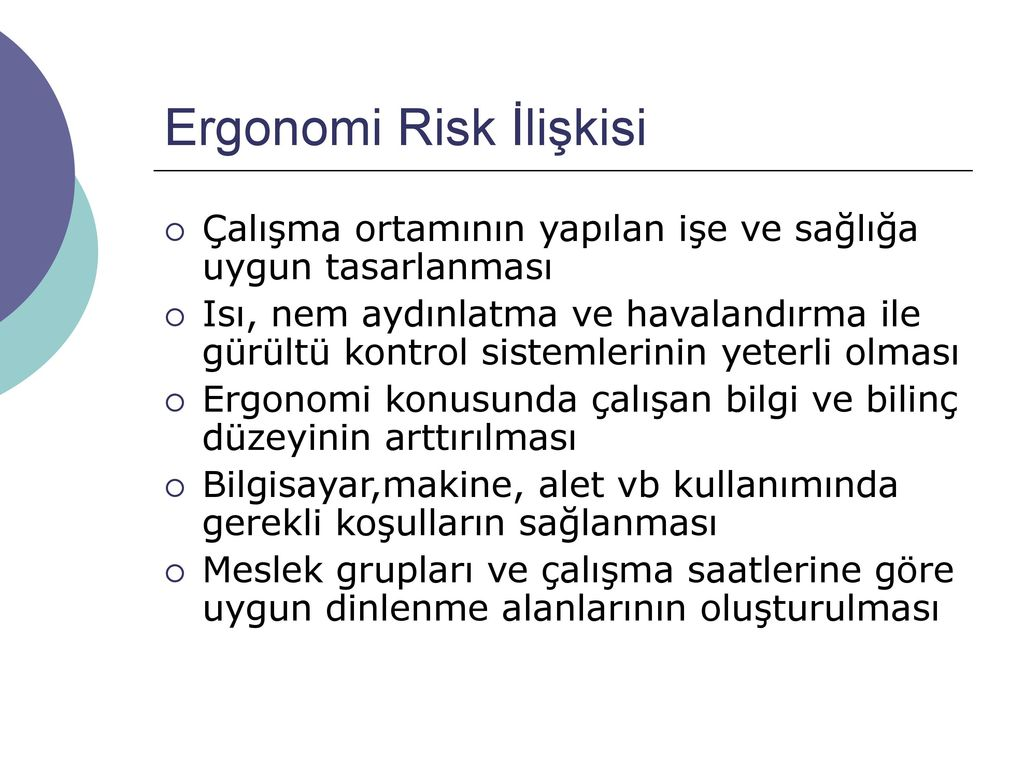 Ergonomi Risk İlişkisi
Çalışma ortamının yapılan işe ve sağlığa
uygun tasarlanması
Isı, nem aydınlatma ve havalandırma ile
gürültü kontrol sistemlerinin yeterli olması
Ergonomi konusunda çalışan bilgi ve bilinç
düzeyinin arttırılması
Bilgisayar,makine, alet vb kullanımında
gerekli koşulların sağlanması
Meslek grupları ve çalışma saatlerine göre
uygun dinlenme alanlarının oluşturulması